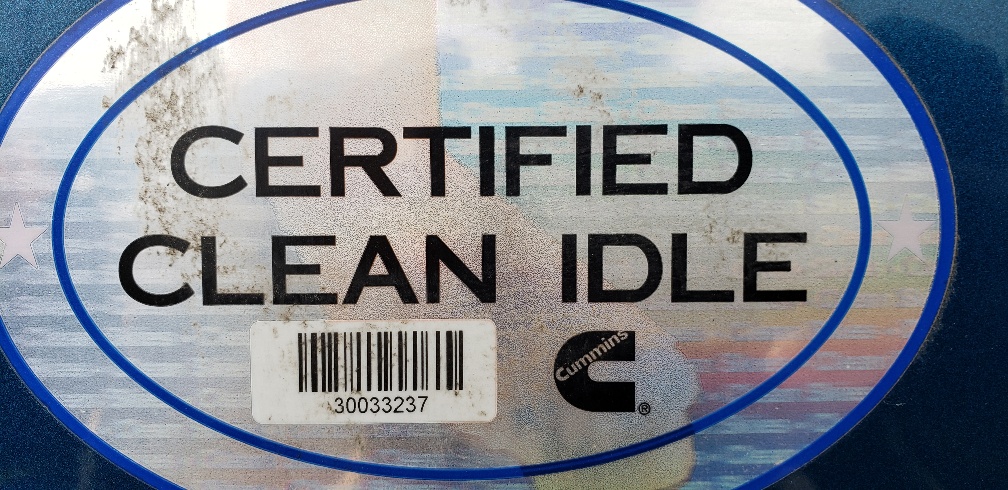 CERTIFIED
CLEAN IDLE
Cummins
®
30033237